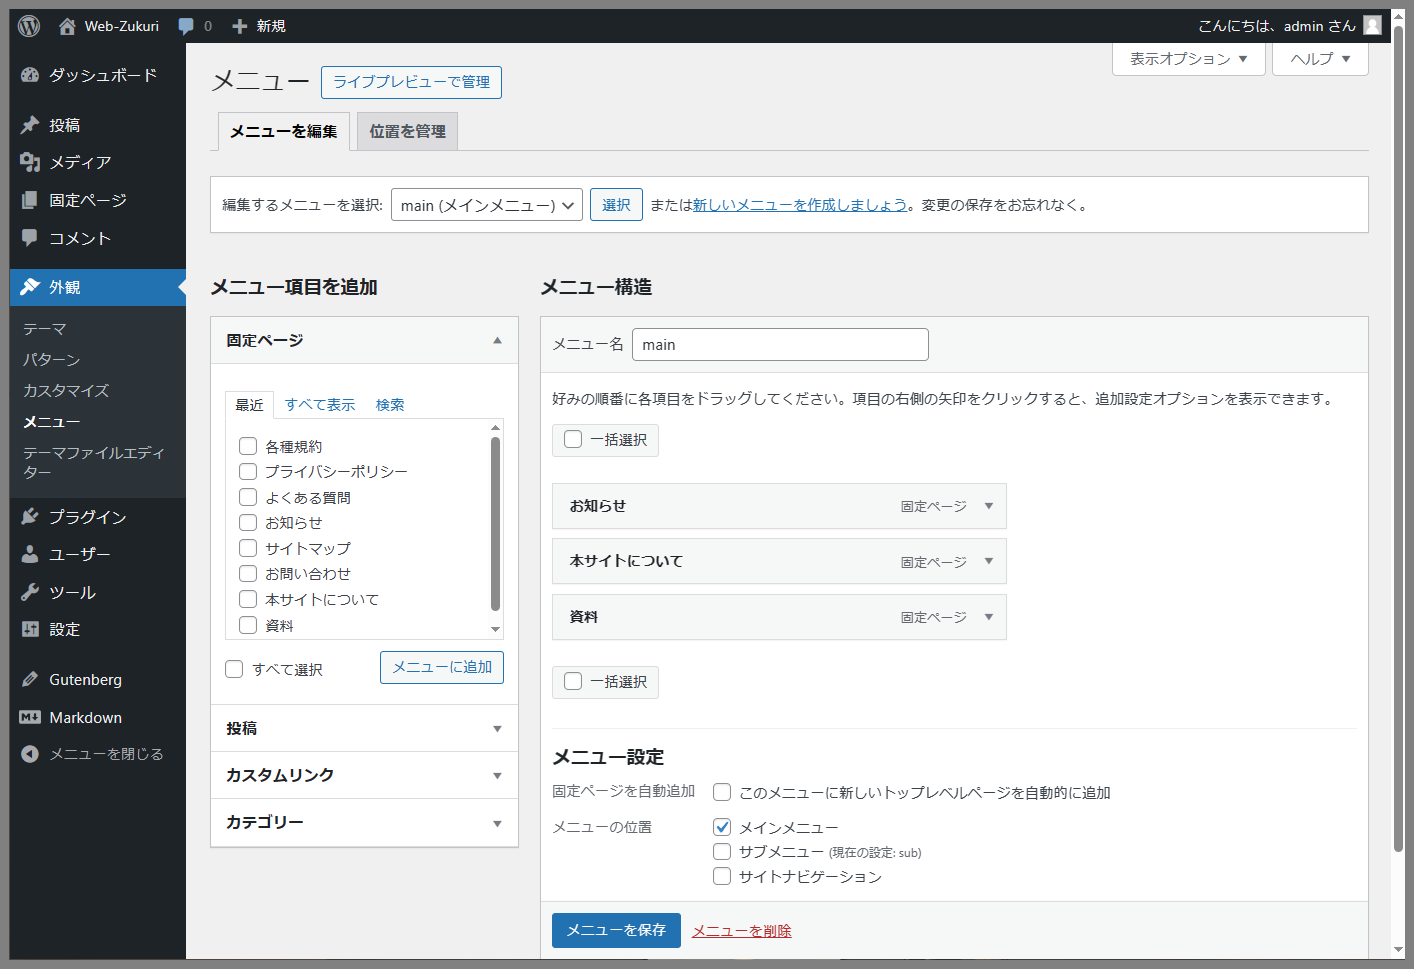 Web-Zukuri 0 新規 こんにちは、admin さん
ダッシュボード
投稿
メディア
固定ページ
コメント
外観
テーマ
パターン
カスタマイズ
メニュー
テーマファイルエディ
ター
プラグイン
ユーザー
ツール
設定
Gutenberg
Markdown
メニューを閉じる
表示オプション ヘルプ
メニュー ライブプレビューで管理
メニューを編集 位置を管理
編集するメニューを選択: main (メインメニュー) 選択 または新しいメニューを作成しましょう。変更の保存をお忘れなく。
メニュー項目を追加
固定ページ
最近 すべて表示 検索
各種規約
プライバシーポリシー
よくある質問
お知らせ
サイトマップ
お問い合わせ
本サイトについて
資料
すべて選択 メニューに追加
投稿
カスタムリンク
カテゴリー
メニュー構造
メニュー名 main
好みの順番に各項目をドラッグしてください。項目の右側の矢印をクリックすると、追加設定オプションを表示できます。
一括選択
お知らせ 固定ページ
本サイトについて 固定ページ
資料 固定ページ
一括選択
メニュー設定
固定ページを自動追加 このメニューに新しいトップレベルページを自動的に追加
メニューの位置 メインメニュー
サブメニュー (現在の設定: sub)
サイトナビゲーション
メニューを保存 メニューを削除